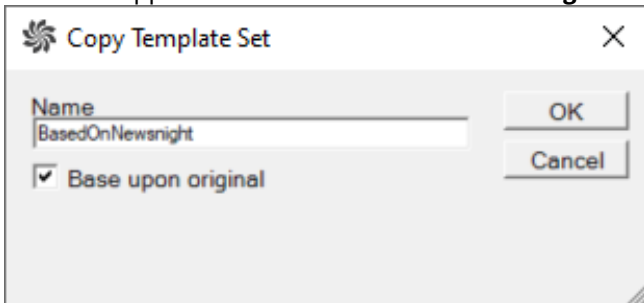 Copy Template Set
Name
OK
BasedOnNewsnight
Cancel
Base upon original